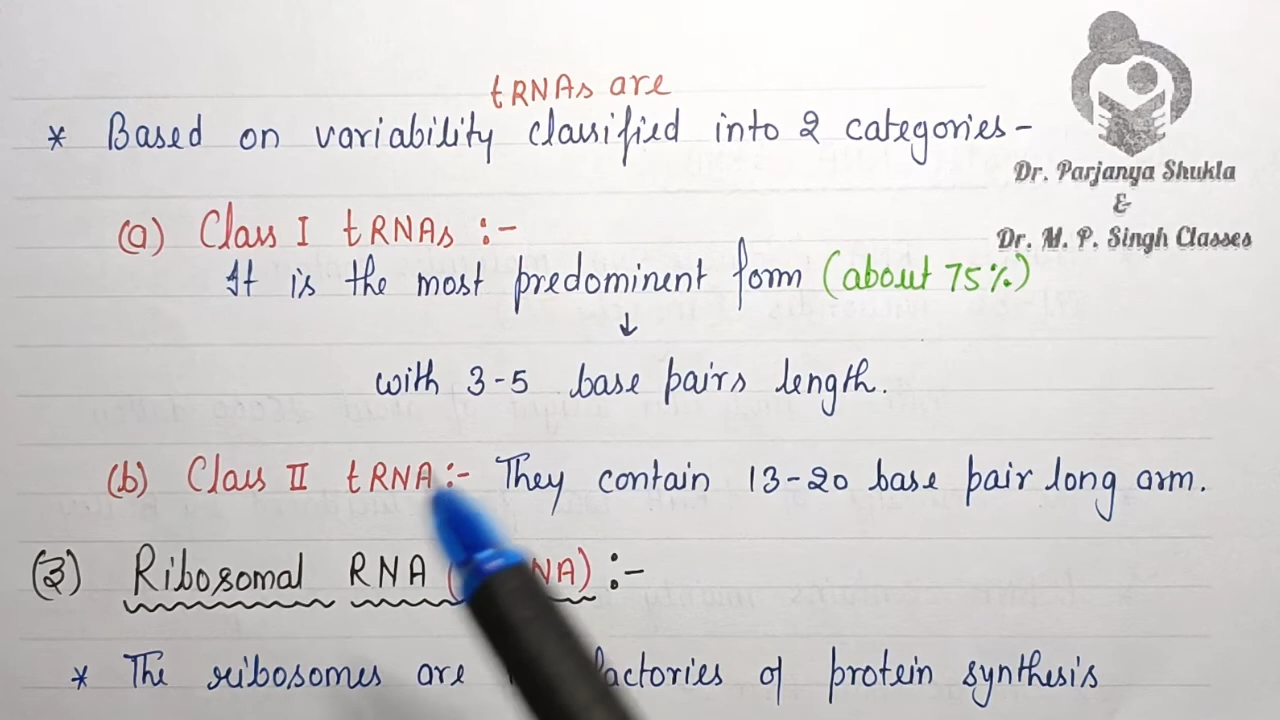 tRNAs are
* Based on variability classified into 2 categories-
(a) Class I tRNAs :-
It is the most predominent form (about 75%)
↓
with 3-5 base pairs length.
(b) Class II tRNA:- They contain 13-20 base pair long arm.
(3) Ribosomal RNA NA) :-
* The ribosomes are factories of protein synthesis
Dr. Parjanya Shukla
&
Dr. M. P. Singh Classes